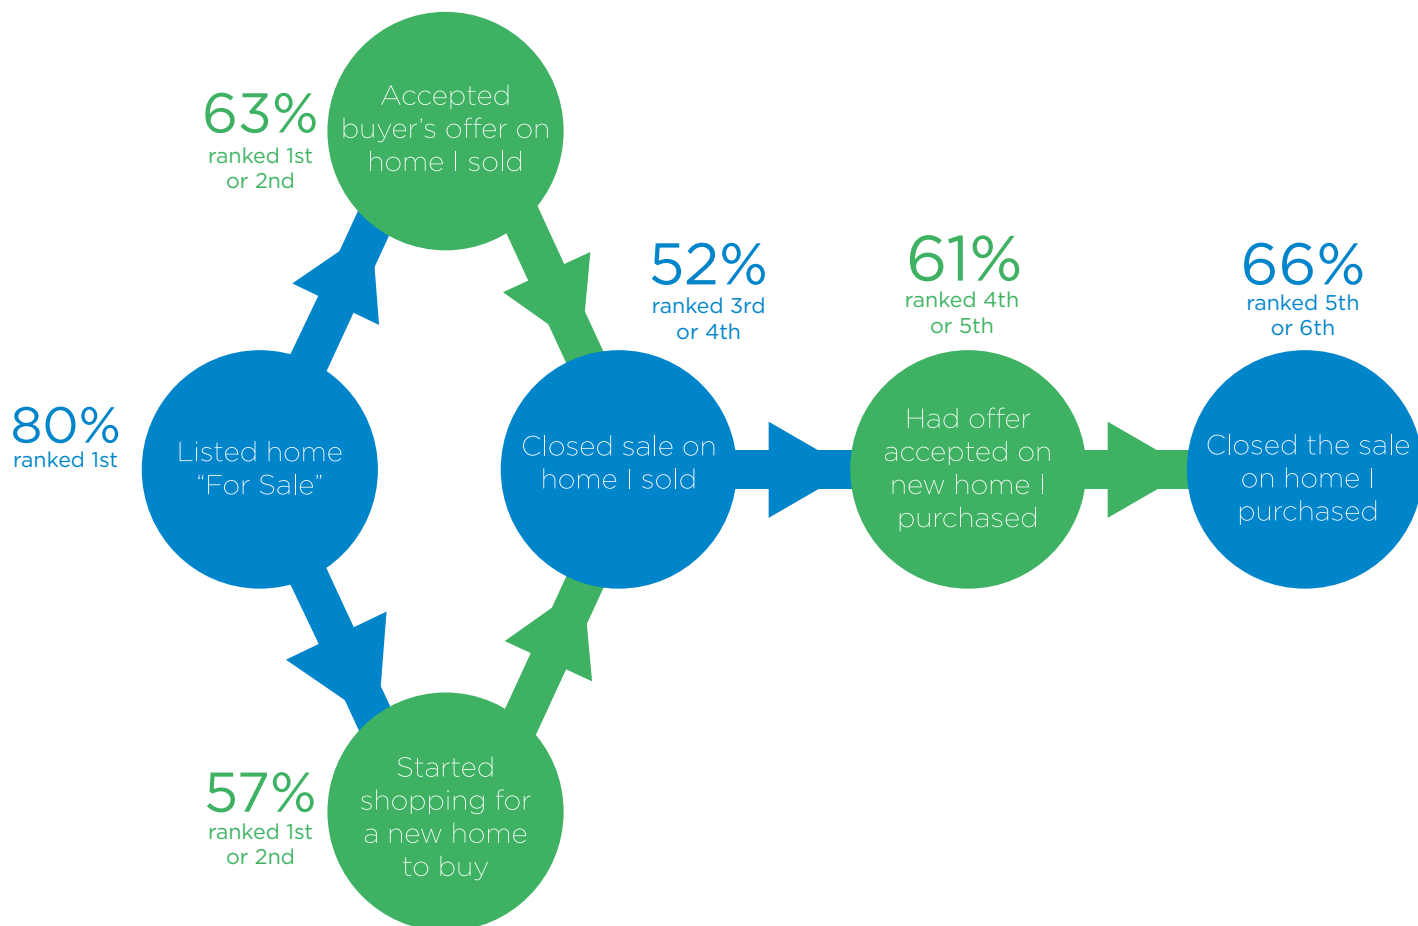 63%
ranked 1st
or 2nd
Accepted
buyer’s offer on
home I sold
80%
ranked 1st
Listed home
“For Sale”
57%
ranked 1st
or 2nd
Started
shopping for
a new home
to buy
52%
ranked 3rd
or 4th
Closed sale on
home I sold
61%
ranked 4th
or 5th
Had offer
accepted on
new home I
purchased
66%
ranked 5th
or 6th
Closed the sale
on home I
purchased